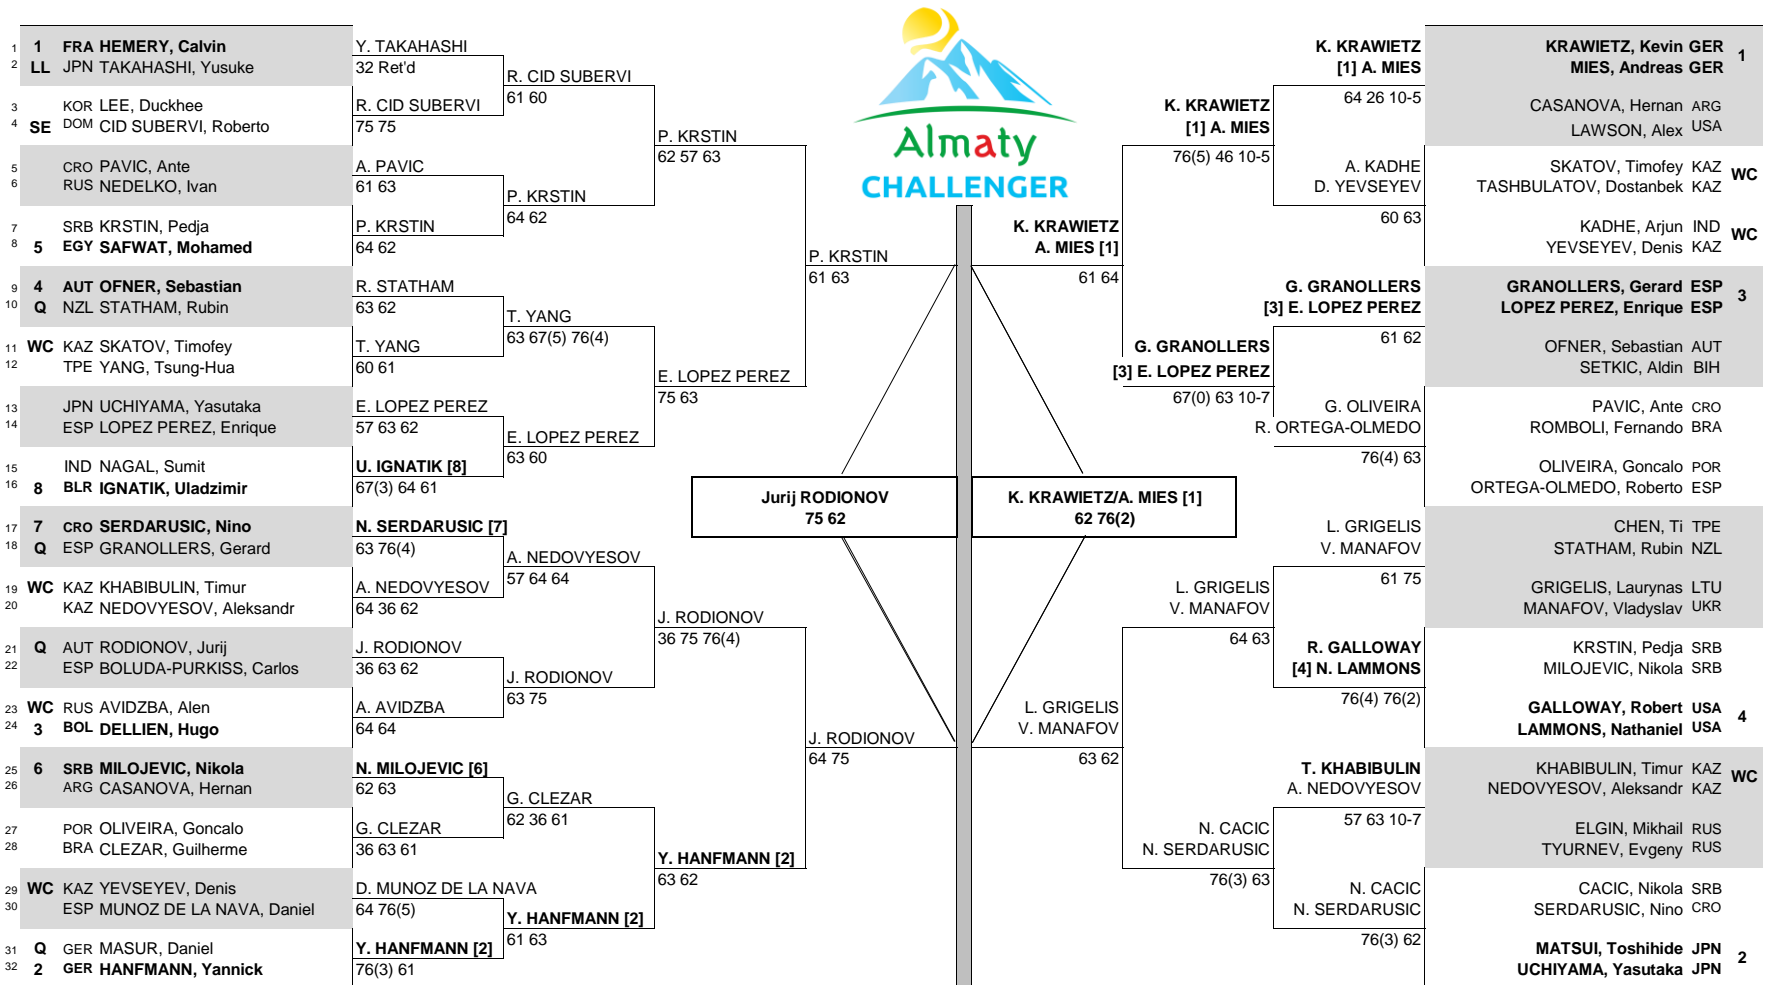 Almaty
CHALLENGER
1 1 FRA HEMERY, Calvin
2 LL JPN TAKAHASHI, Yusuke
3 KOR LEE, Duckhee
4 SE DOM CID SUBERVI, Roberto
5 CRO PAVIC, Ante
6 RUS NEDELKO, Ivan
7 SRB KRSTIN, Pedja
8 5 EGY SAFWAT, Mohamed
9 4 AUT OFNER, Sebastian
10 Q NZL STATHAM, Rubin
11 WC KAZ SKATOV, Timofey
12 TPE YANG, Tsung-Hua
13 JPN UCHIYAMA, Yasutaka
14 ESP LOPEZ PEREZ, Enrique
15 IND NAGAL, Sumit
16 8 BLR IGNATIK, Uladzimir
17 7 CRO SERDARUSIC, Nino
18 Q ESP GRANOLLERS, Gerard
19 WC KAZ KHABIBULIN, Timur
20 KAZ NEDOVYESOV, Aleksandr
21 Q AUT RODIONOV, Jurij
22 ESP BOLUDA-PURKISS, Carlos
23 WC RUS AVIDZBA, Alen
24 3 BOL DELLIEN, Hugo
25 6 SRB MILOJEVIC, Nikola
26 ARG CASANOVA, Hernan
27 POR OLIVEIRA, Goncalo
28 BRA CLEZAR, Guilherme
29 WC KAZ YEVSEYEV, Denis
30 ESP MUNOZ DE LA NAVA, Daniel
31 Q GER MASUR, Daniel
32 2 GER HANFMANN, Yannick
Y. TAKAHASHI
32 Ret'd
R. CID SUBERVI
75 75
A. PAVIC
61 63
P. KRSTIN
64 62
R. STATHAM
63 62
T. YANG
60 61
E. LOPEZ PEREZ
57 63 62
U. IGNATIK [8]
67(3) 64 61
N. SERDARUSIC [7]
63 76(4)
A. NEDOVYESOV
64 36 62
J. RODIONOV
36 63 62
A. AVIDZBA
64 64
N. MILOJEVIC [6]
62 63
G. CLEZAR
36 63 61
D. MUNOZ DE LA NAVA
64 76(5)
Y. HANFMANN [2]
76(3) 61
R. CID SUBERVI
61 60
P. KRSTIN
64 62
T. YANG
63 67(5) 76(4)
E. LOPEZ PEREZ
63 60
A. NEDOVYESOV
57 64 64
J. RODIONOV
63 75
G. CLEZAR
62 36 61
Y. HANFMANN [2]
61 63
P. KRSTIN
62 57 63
E. LOPEZ PEREZ
75 63
J. RODIONOV
36 75 76(4)
Y. HANFMANN [2]
63 62
P. KRSTIN
61 63
J. RODIONOV
64 75
Jurij RODIONOV
75 62
K. KRAWIETZ/A. MIES [1]
62 76(2)
K. KRAWIETZ
A. MIES [1]
61 64
L. GRIGELIS
V. MANAFOV
63 62
K. KRAWIETZ
[1] A. MIES
76(5) 46 10-5
G. GRANOLLERS
[3] E. LOPEZ PEREZ
67(0) 63 10-7
L. GRIGELIS
V. MANAFOV
64 63
N. CACIC
N. SERDARUSIC
76(3) 63
K. KRAWIETZ
[1] A. MIES
64 26 10-5
A. KADHE
D. YEVSEYEV
60 63
G. GRANOLLERS
[3] E. LOPEZ PEREZ
61 62
G. OLIVEIRA
R. ORTEGA-OLMEDO
76(4) 63
L. GRIGELIS
V. MANAFOV
61 75
R. GALLOWAY
[4] N. LAMMONS
76(4) 76(2)
T. KHABIBULIN
A. NEDOVYESOV
57 63 10-7
N. CACIC
N. SERDARUSIC
76(3) 62
KRAWIETZ, Kevin GER
1
MIES, Andreas GER
CASANOVA, Hernan ARG
LAWSON, Alex USA
SKATOV, Timofey KAZ
WC
TASHBULATOV, Dostanbek KAZ
KADHE, Arjun IND
WC
YEVSEYEV, Denis KAZ
GRANOLLERS, Gerard ESP
3
LOPEZ PEREZ, Enrique ESP
OFNER, Sebastian AUT
SETKIC, Aldin BIH
PAVIC, Ante CRO
ROMBOLI, Fernando BRA
OLIVEIRA, Goncalo POR
ORTEGA-OLMEDO, Roberto ESP
CHEN, Ti TPE
STATHAM, Rubin NZL
GRIGELIS, Laurynas LTU
MANAFOV, Vladyslav UKR
KRSTIN, Pedja SRB
MILOJEVIC, Nikola SRB
GALLOWAY, Robert USA
4
LAMMONS, Nathaniel USA
KHABIBULIN, Timur KAZ
WC
NEDOVYESOV, Aleksandr KAZ
ELGIN, Mikhail RUS
TYURNEV, Evgeny RUS
CACIC, Nikola SRB
SERDARUSIC, Nino CRO
MATSUI, Toshihide JPN
2
UCHIYAMA, Yasutaka JPN